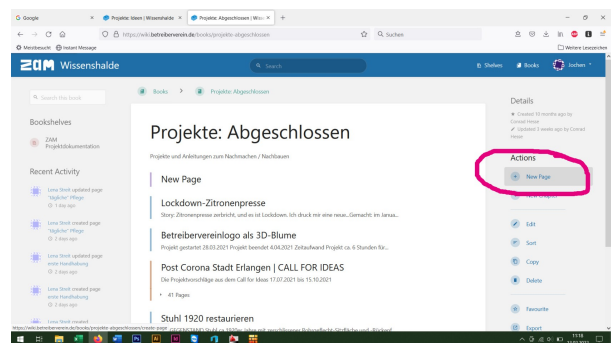 Google
Projekte: Ideen | Wissenshalde
Projekte: Abgeschlossen | Wiss
https://wiki.betreiberverein.de/books/projekte-abgeschlossen
Suchen
Meistbesucht
Instant Message
Weitere Lesezeichen
ZAM Wissenshalde
Search
Shelves
Books
Jochen
Search this book
Books > Projekte: Abgeschlossen
Details
Created 10 months ago by
Conrad Hesse
Updated 3 weeks ago by Conrad
Hesse
Bookshelves
ZAM
Projektdokumentation
Projekte: Abgeschlossen
Projekte und Anleitungen zum Nachmachen / Nachbauen
Actions
New Page
Recent Activity
Lena Streit updated page
"tägliche" Pflege
1 day ago
Lena Streit created page
"tägliche" Pflege
2 days ago
Lena Streit created page
erste Handhabung
2 days ago
Lena Streit updated page
erste Handhabung
2 days ago
Lena Streit created
New Page
Lockdown-Zitronenpresse
Story: Zitronenpresse zerbricht, und es ist Lockdown. Ich druck mir eine neue...Gemacht: im Janua...
Betreibervereinlogo als 3D-Blume
Projekt gestartet 28.03.2021 Projekt beendet 4.04.2021 Zeitaufwand Projekt ca. 6 Stunden für...
Post Corona Stadt Erlangen | CALL FOR IDEAS
Die Projektvorschläge aus dem Call for Ideas 17.07.2021 bis 15.10.2021
41 Pages
Stuhl 1920 restaurieren
Edit
Sort
Copy
Delete
Favourite
Export
https://wiki.betreiberverein.de/books/projekte-abgeschlossen/create-page
11:18